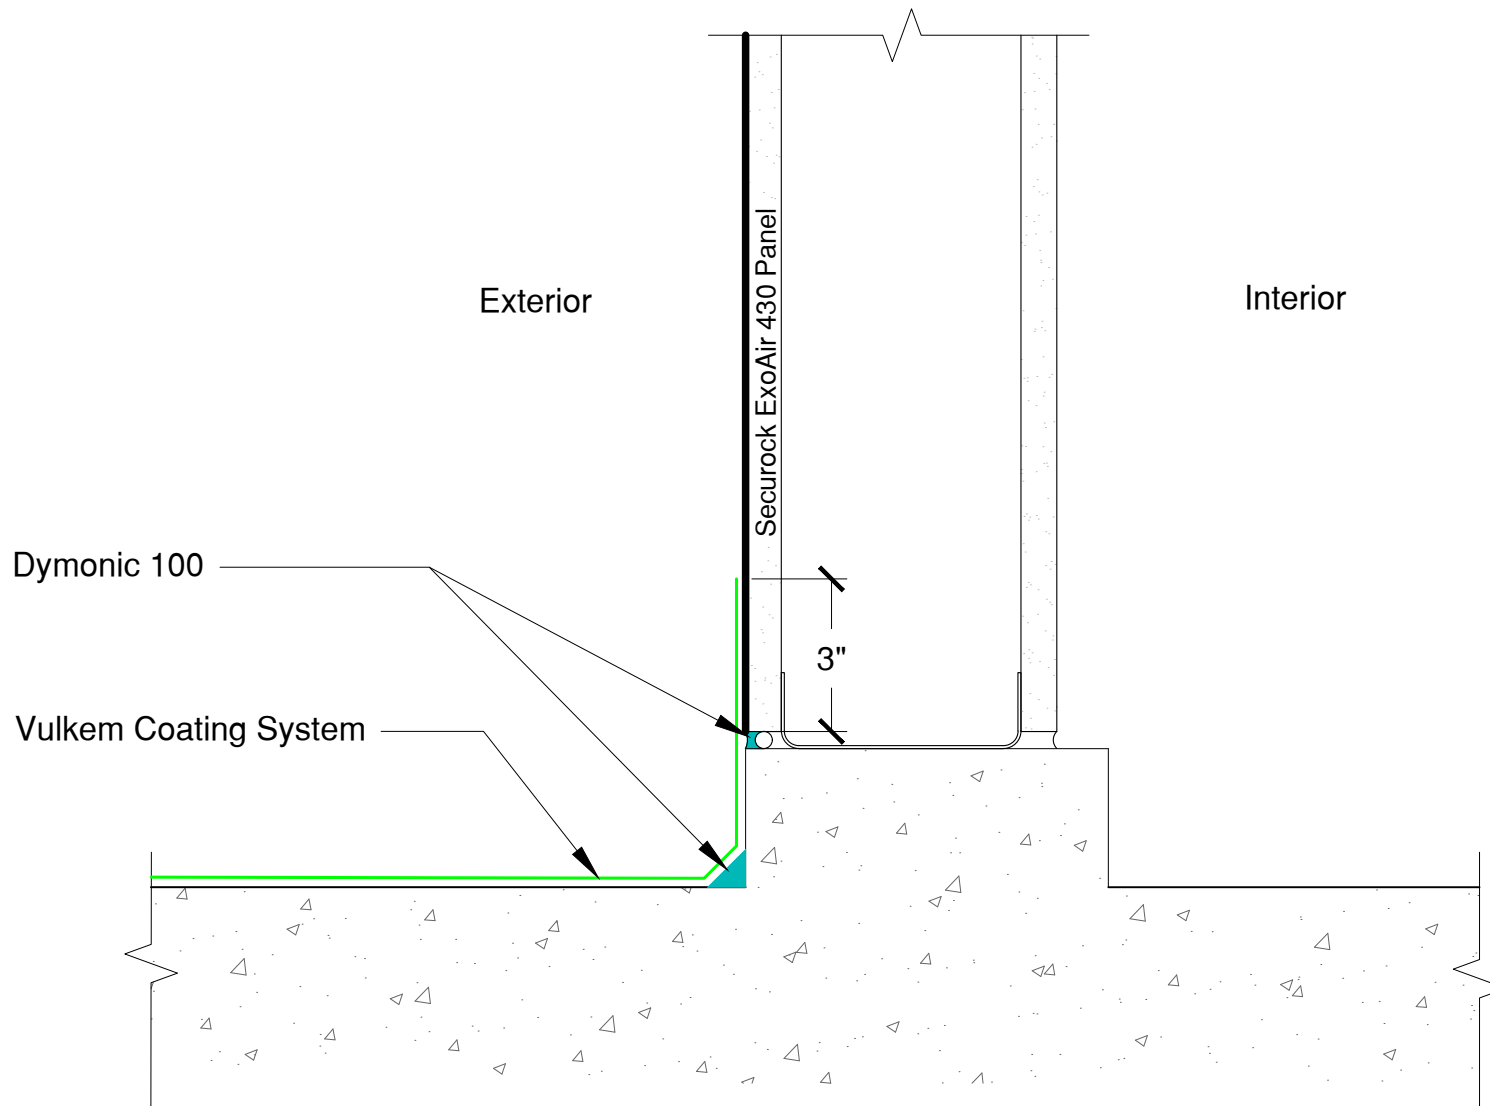 Exterior
Interior
Securock ExoAir 430 Panel
Dymonic 100
3"
Vulkem Coating System